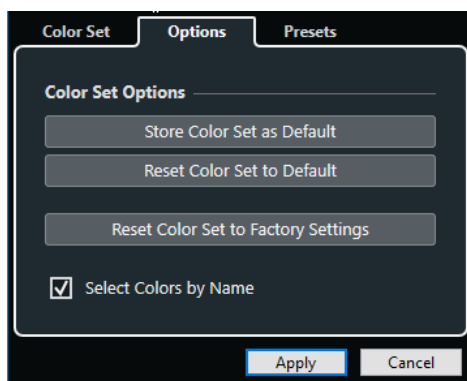 Color Set Options Presets
Color Set Options
Store Color Set as Default
Reset Color Set to Default
Reset Color Set to Factory Settings
Select Colors by Name
Apply Cancel